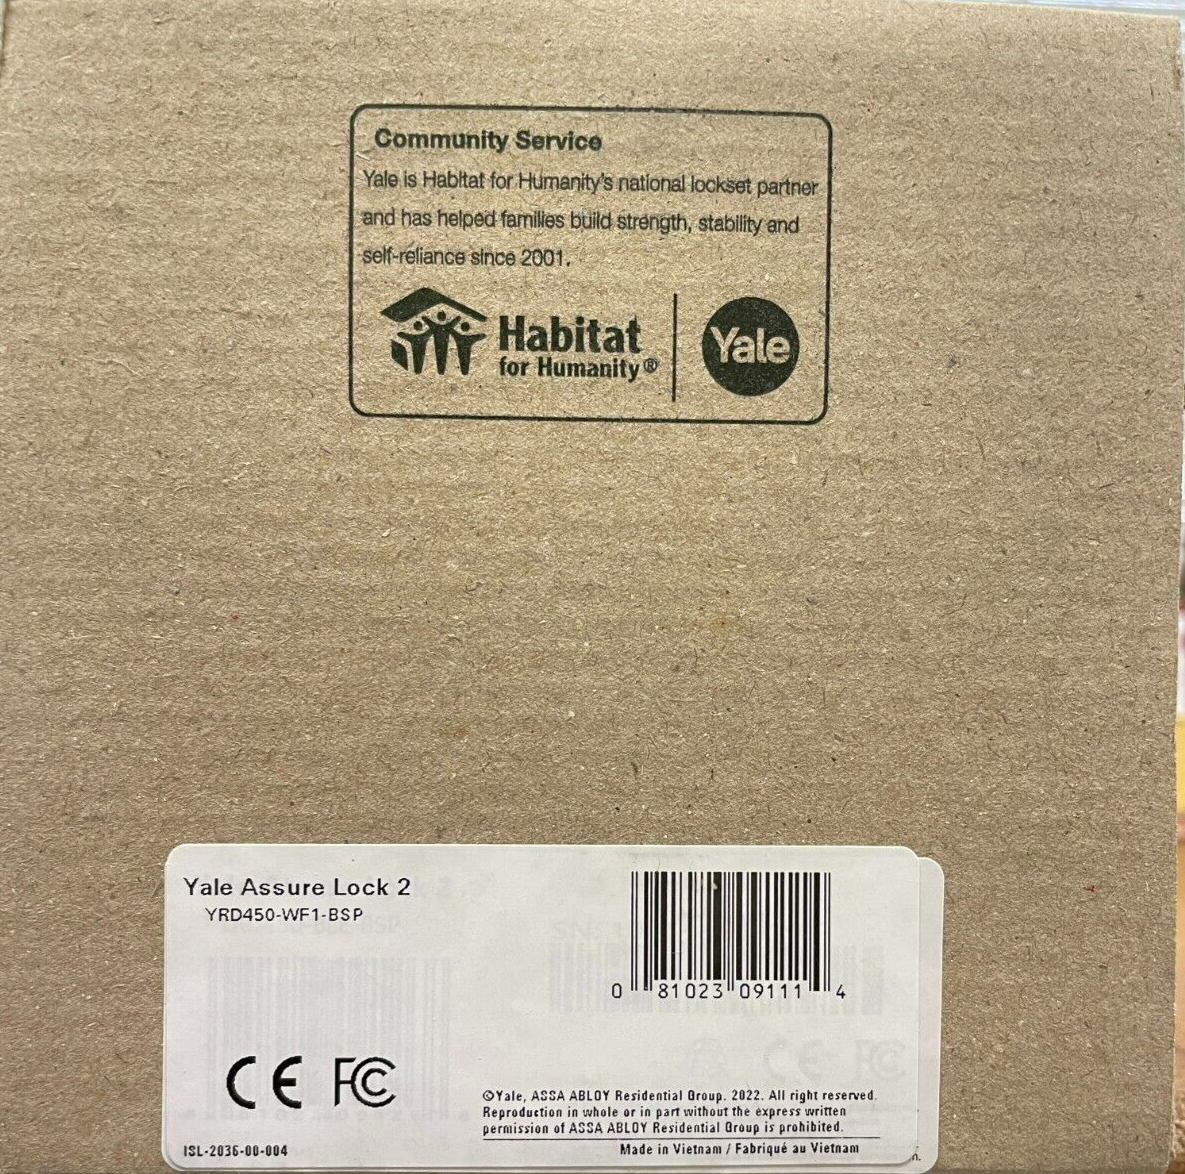 Community Service
Yale is Habitat for Humanity's national lockset partner
and has helped families build strength, stability and
self-reliance since 2001.
Habitat
for Humanity®
Yale
Yale Assure Lock 2
YRD450-WF1-BSP
0 81023 09111 4
CE FC
©Yale, ASSA ABLOY Residential Group. 2022. All right reserved.
Reproduction in whole or in part without the express written
permission of ASSA ABLOY Residential Group is prohibited.
ISL-2036-00-004
Made in Vietnam / Fabriqué au Vietnam